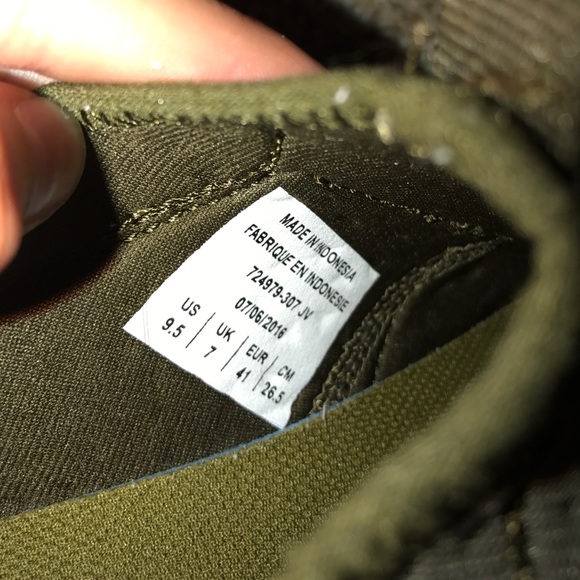 MADE IN INDONESIA
FABRIQUE EN INDONESIE
724979-307 JV
07/06/2016
US | UK | EUR | CM
9.5 | 7 | 41 | 26.5